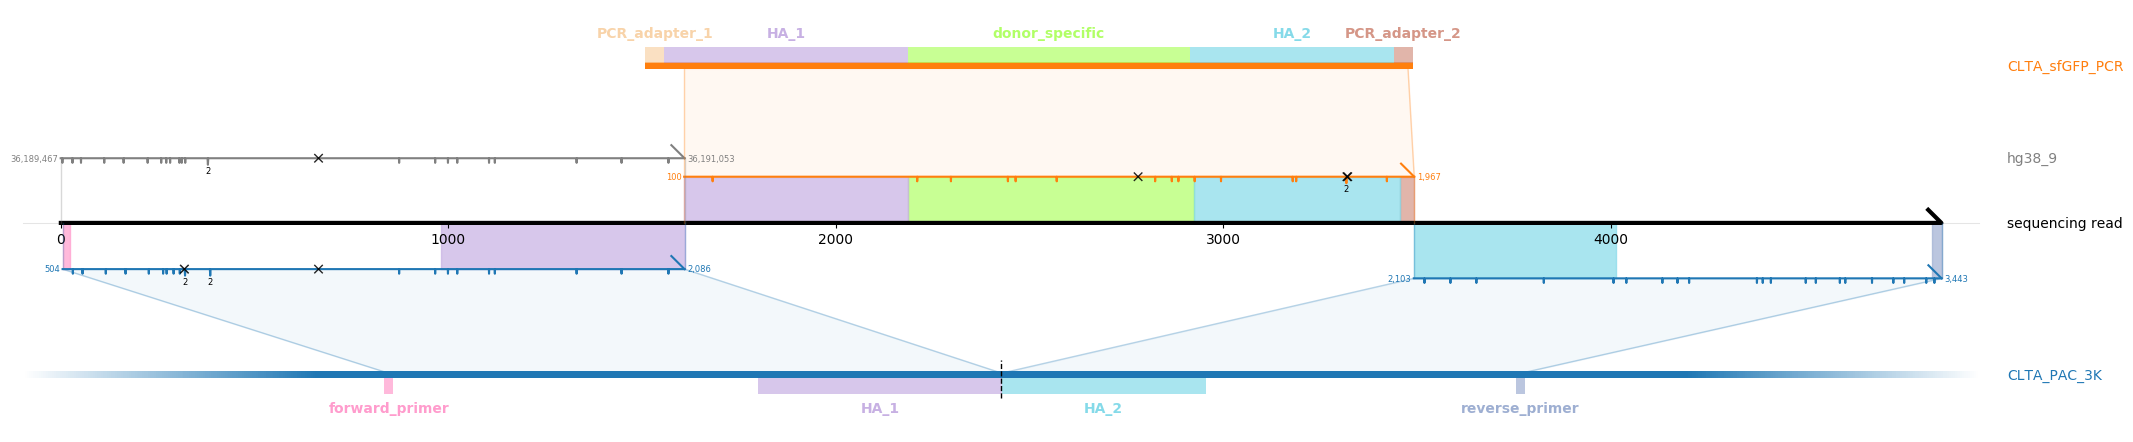 PCR_adapter_1 HA_1 donor_specific HA_2 PCR_adapter_2
CLTA_sfGFP_PCR
36,189,467 2 36,191,053 hg38_9
100 2 1,967
sequencing read
0 1000 2000 3000 4000
504 2 2 2,086
2,103 3,443
CLTA_PAC_3K
forward_primer HA_1 HA_2 reverse_primer